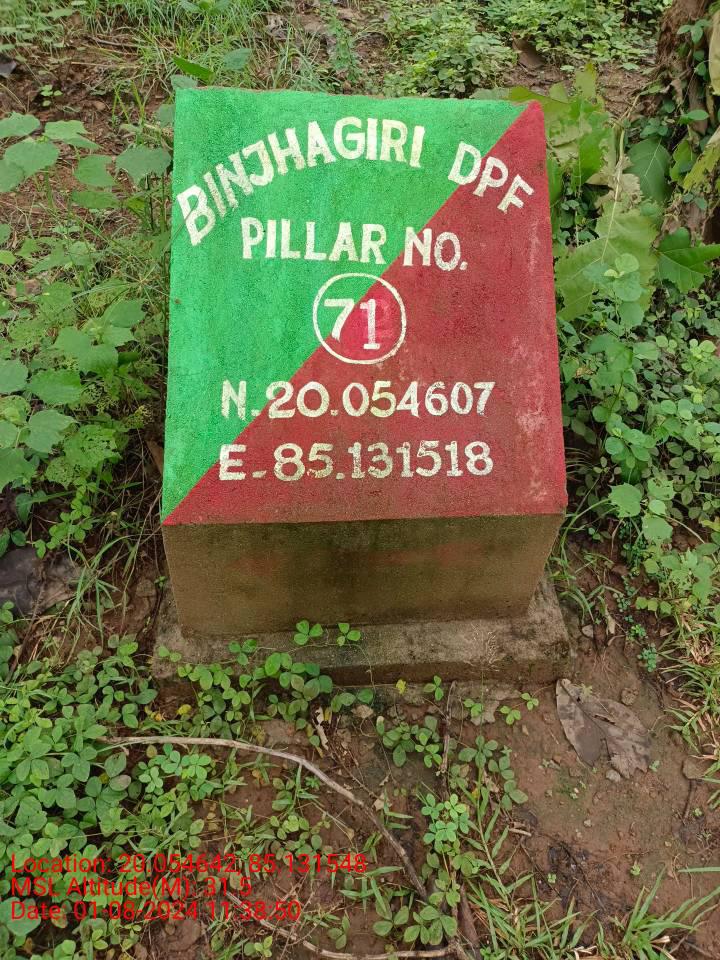 BINJHAGIRI DPF
PILLAR NO.
71
N.20.054607
E-85.131518
Location: 20.054642, 85.131548
MSL Altitude(M): 31.5
Date: 01-08-2024 11:38:50